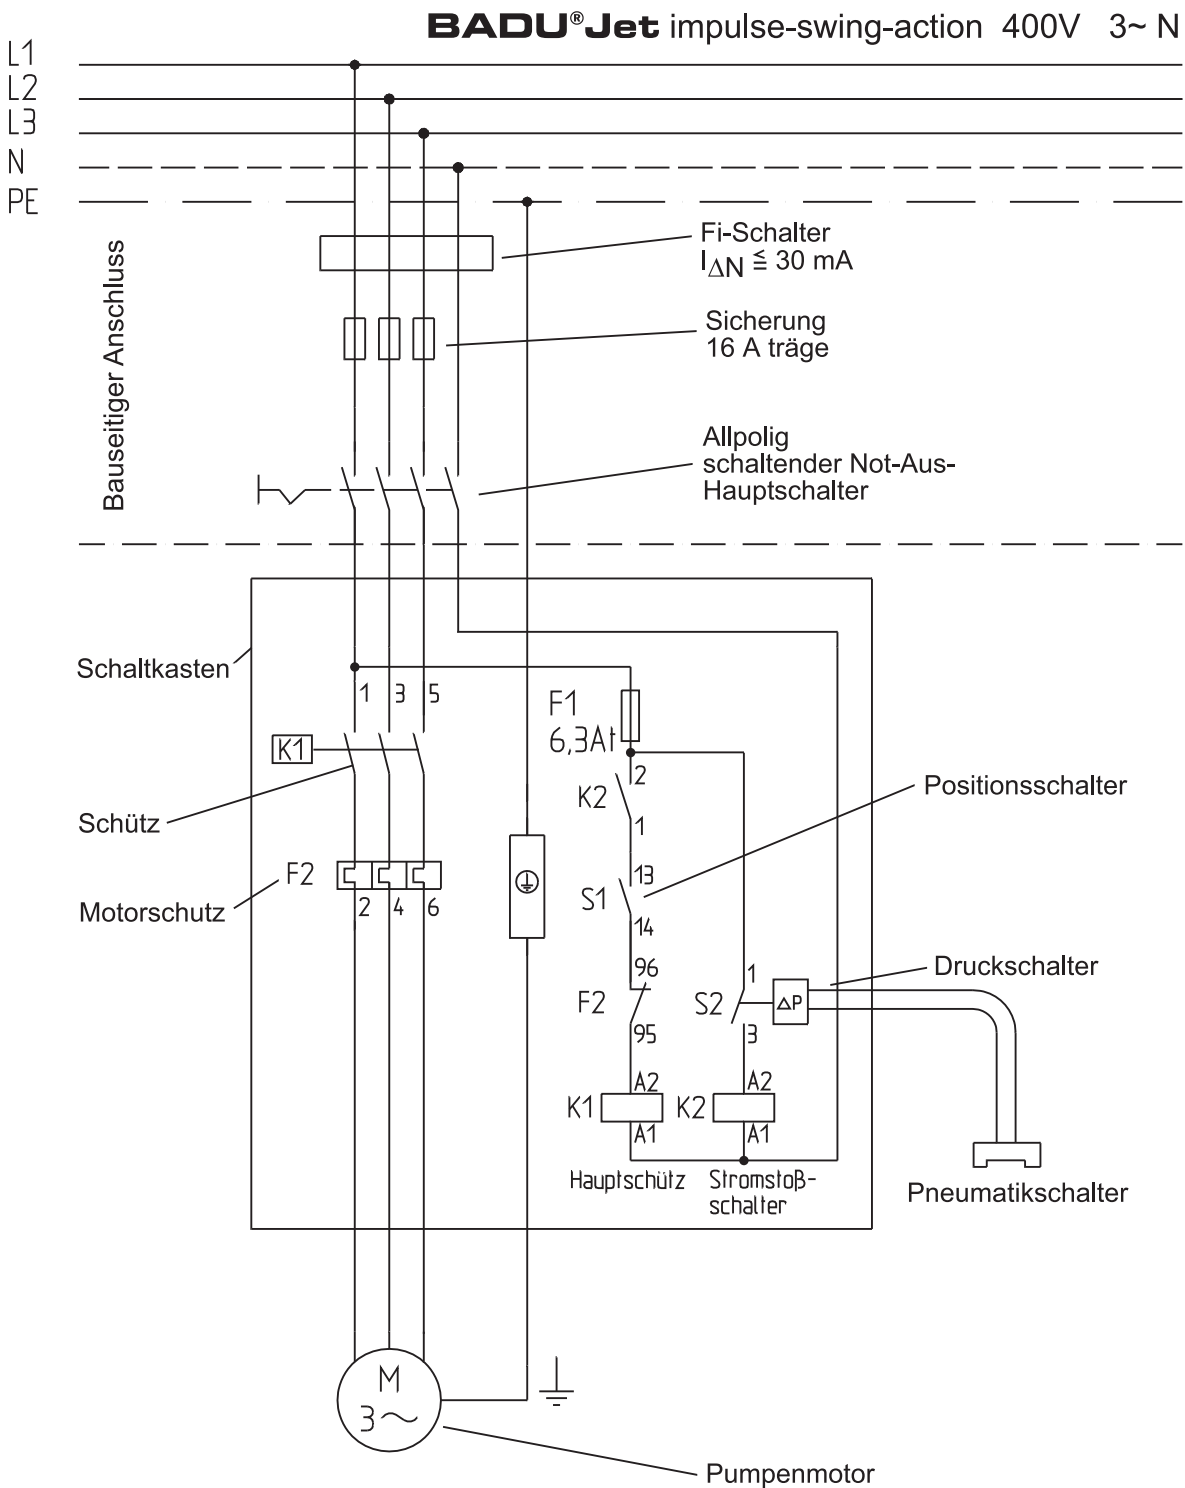 BADU®Jet impulse-swing-action 400V 3~ N
L1
L2
L3
N
PE
Bauseitiger Anschluss
Fi-Schalter
I∆N ≦ 30 mA
Sicherung
16 A träge
Allpolig
schaltender Not-Aus-
Hauptschalter
Schaltkasten
1 3 5
F1
6,3At
K1
2
K2
1
Positionsschalter
Schütz
13
S1
14
F2
2 4 6
Motorschutz
96
F2
95
1
S2
3
∆P
Druckschalter
A2
K1
A1
A2
K2
A1
Hauptschütz
Stromstoß-
schalter
Pneumatikschalter
M
3~
Pumpenmotor